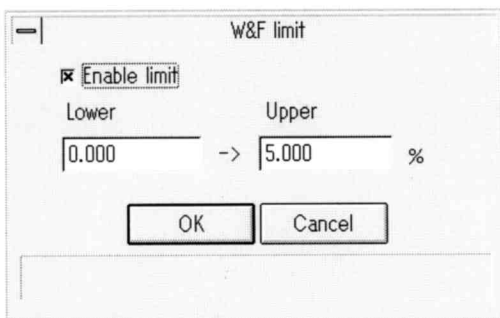 W&F limit
Enable limit
Lower Upper
0.000 -> 5.000 %
OK Cancel